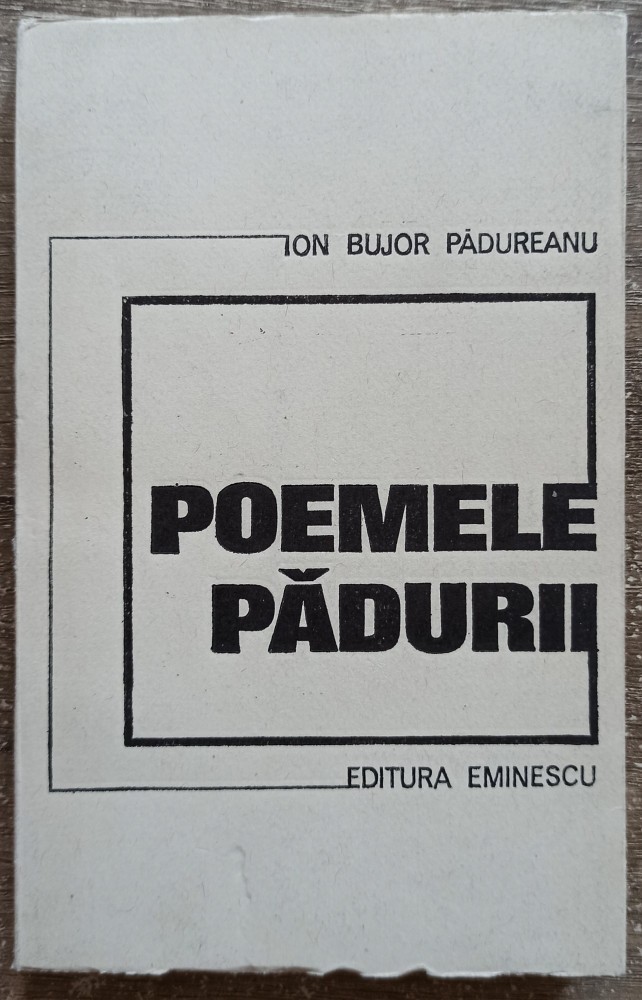 ION BUJOR PĂDUREANU
POEMELE
PĂDURII
EDITURA EMINESCU